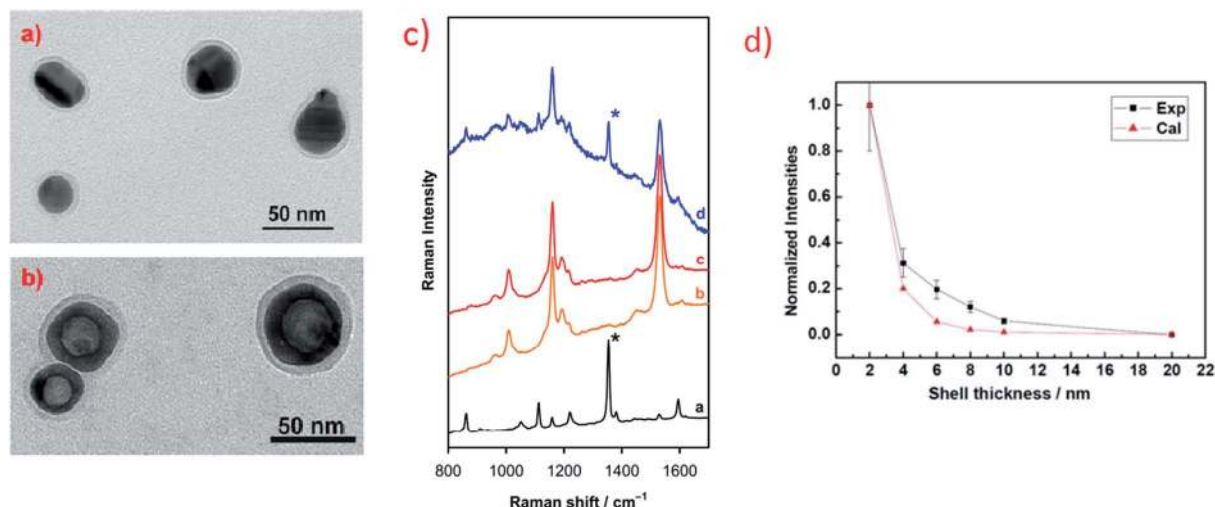 a)
50 nm
b)
50 nm
c)
Raman Intensity
*
d
c
b
*
a
800 1000 1200 1400 1600
Raman shift / cm⁻¹
d)
Normalized Intensities
1.0
0.8
0.6
0.4
0.2
0.0
Exp
Cal
0 2 4 6 8 10 12 14 16 18 20 22
Shell thickness / nm